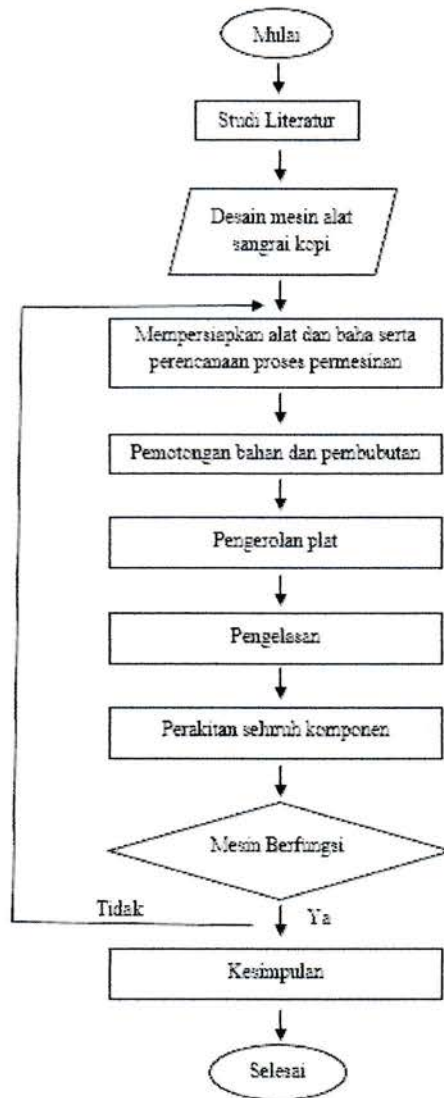 Mulai
Studi Literatur
Desain mesin alat
sangrai kopi
Mempersiapkan alat dan baha serta
perencanaan proses permesinan
Pemotongan bahan dan pembubutan
Pengerolan plat
Pengelasan
Perakitan seluruh komponen
Mesin Berfungsi
Tidak
Ya
Kesimpulan
Selesai